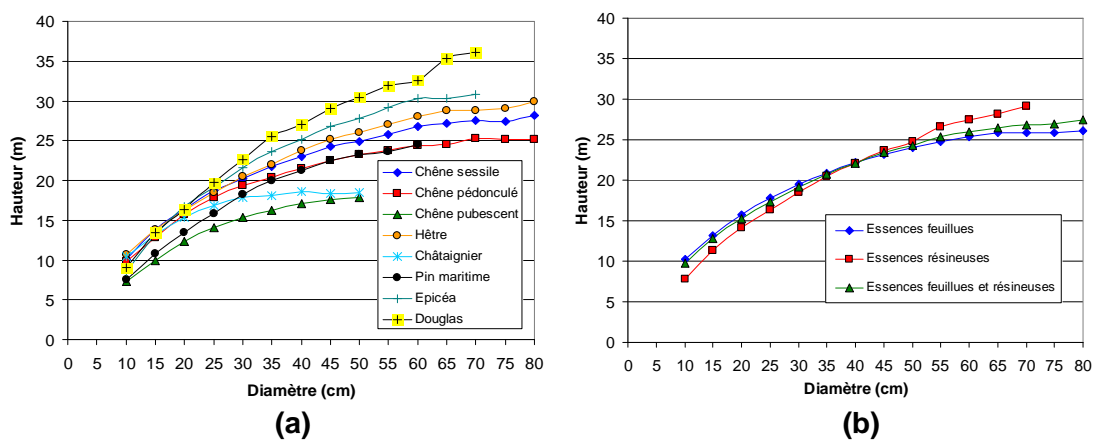 40
35
30
25
20
15
10
5
0
Hauteur (m)
0 5 10 15 20 25 30 35 40 45 50 55 60 65 70 75 80
Diamètre (cm)
Chêne sessile
Chêne pédonculé
Chêne pubescent
Hêtre
Châtaignier
Pin maritime
Epicéa
Douglas
(a)
40
35
30
25
20
15
10
5
0
Hauteur (m)
0 5 10 15 20 25 30 35 40 45 50 55 60 65 70 75 80
Diamètre (cm)
Essences feuillues
Essences résineuses
Essences feuillues et résineuses
(b)